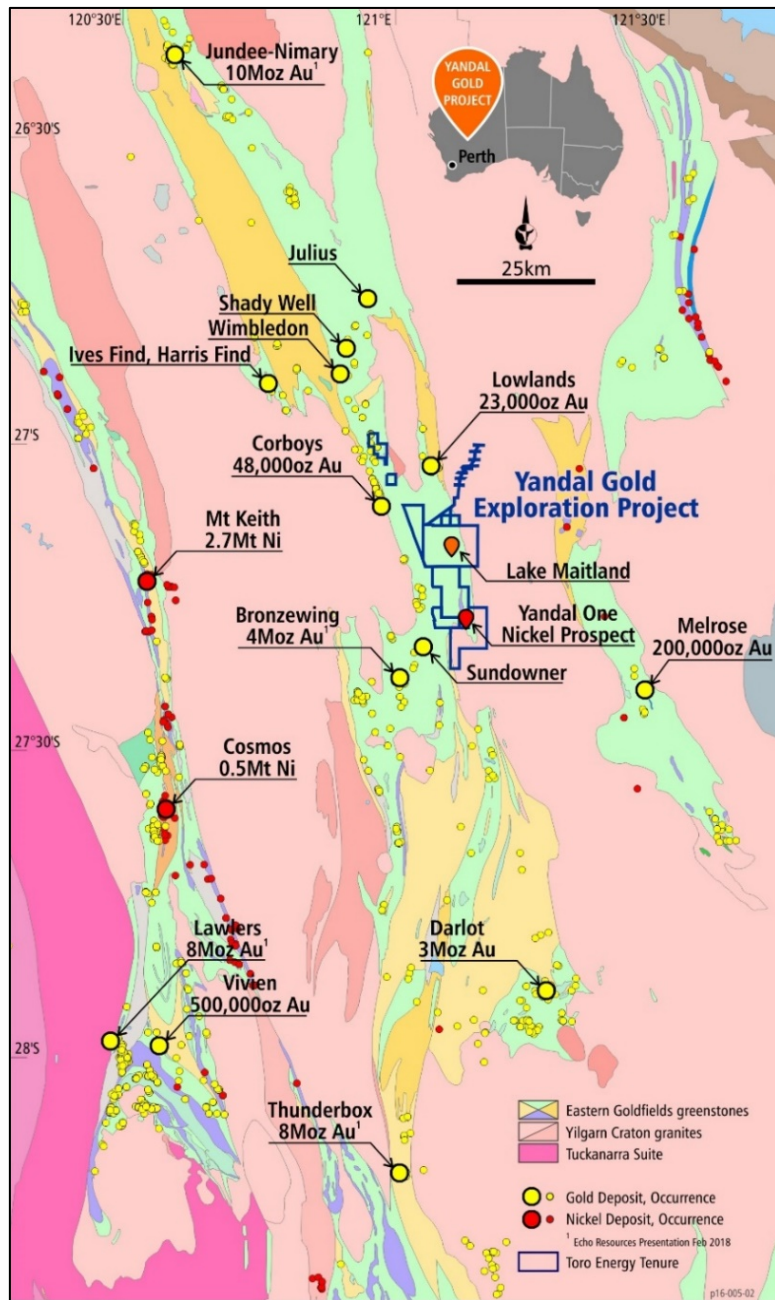 120°30'E
121°0'E
121°30'E
Jundee-Nimary
10Moz Au¹
YANDAL
GOLD
PROJECT
Perth
26°30'S
25km
Julius
Shady Well
Wimbledon
Ives Find, Harris Find
Lowlands
23,000oz Au
27°S
Corboys
48,000oz Au
Yandal Gold
Exploration Project
Mt Keith
2.7Mt Ni
Lake Maitland
Bronzewing
4Moz Au¹
Yandal One
Nickel Prospect
Melrose
200,000oz Au
Sundowner
27°30'S
Cosmos
0.5Mt Ni
Lawlers
8Moz Au¹
Vivien
500,000oz Au
Darlot
3Moz Au
28°S
Thunderbox
8Moz Au¹
Eastern Goldfields greenstones
Yilgarn Craton granites
Tuckanarra Suite
Gold Deposit, Occurrence
Nickel Deposit, Occurrence
¹ Echo Resources Presentation Feb 2018
Toro Energy Tenure
p16-005-02